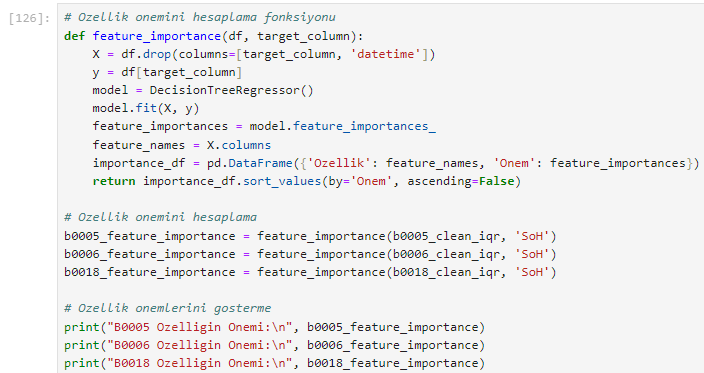 [126]:
# Ozellik onemini hesaplama fonksiyonu
def feature_importance(df, target_column):
    X = df.drop(columns=[target_column, 'datetime'])
    y = df[target_column]
    model = DecisionTreeRegressor()
    model.fit(X, y)
    feature_importances = model.feature_importances_
    feature_names = X.columns
    importance_df = pd.DataFrame({'Ozellik': feature_names, 'Onem': feature_importances})
    return importance_df.sort_values(by='Onem', ascending=False)

# Ozellik onemini hesaplama
b0005_feature_importance = feature_importance(b0005_clean_iqr, 'SoH')
b0006_feature_importance = feature_importance(b0006_clean_iqr, 'SoH')
b0018_feature_importance = feature_importance(b0018_clean_iqr, 'SoH')

# Ozellik onemlerini gosterme
print("B0005 Ozelligin Onemi:\n", b0005_feature_importance)
print("B0006 Ozelligin Onemi:\n", b0006_feature_importance)
print("B0018 Ozelligin Onemi:\n", b0018_feature_importance)